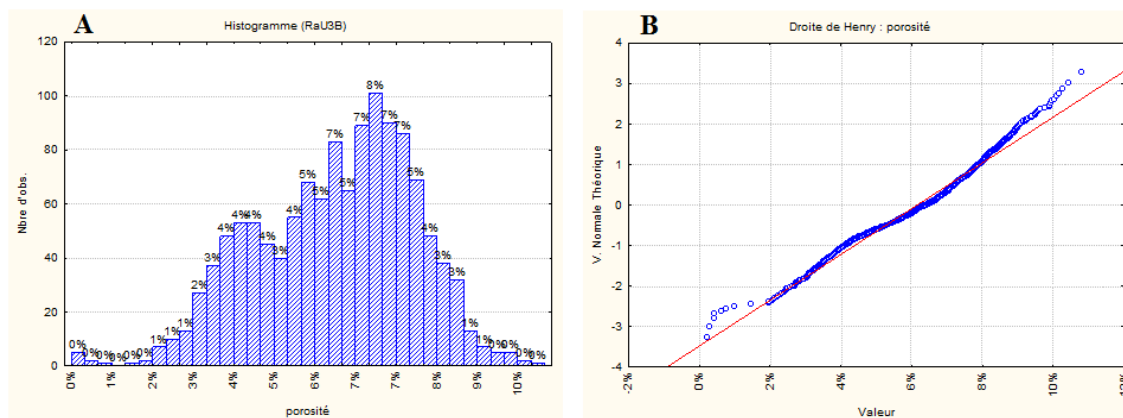 A
Histogramme (RaU3B)
120
100
80
60
40
20
0
Nbre d'obs.
0% 0% 0% 0% 0% 0% 1% 1% 1% 2% 3% 4% 4% 4% 4% 3% 4% 5% 5% 7% 5% 7% 8% 7% 7% 5% 4% 3% 3% 1% 1% 0% 0% 0% 0%
0% 1% 2% 3% 4% 5% 6% 7% 7% 8% 9% 10%
porosité
B
Droite de Henry : porosité
4
3
2
1
0
-1
-2
-3
-4
V. Normale Théorique
-2% 0% 2% 4% 6% 8% 10% 12%
Valeur